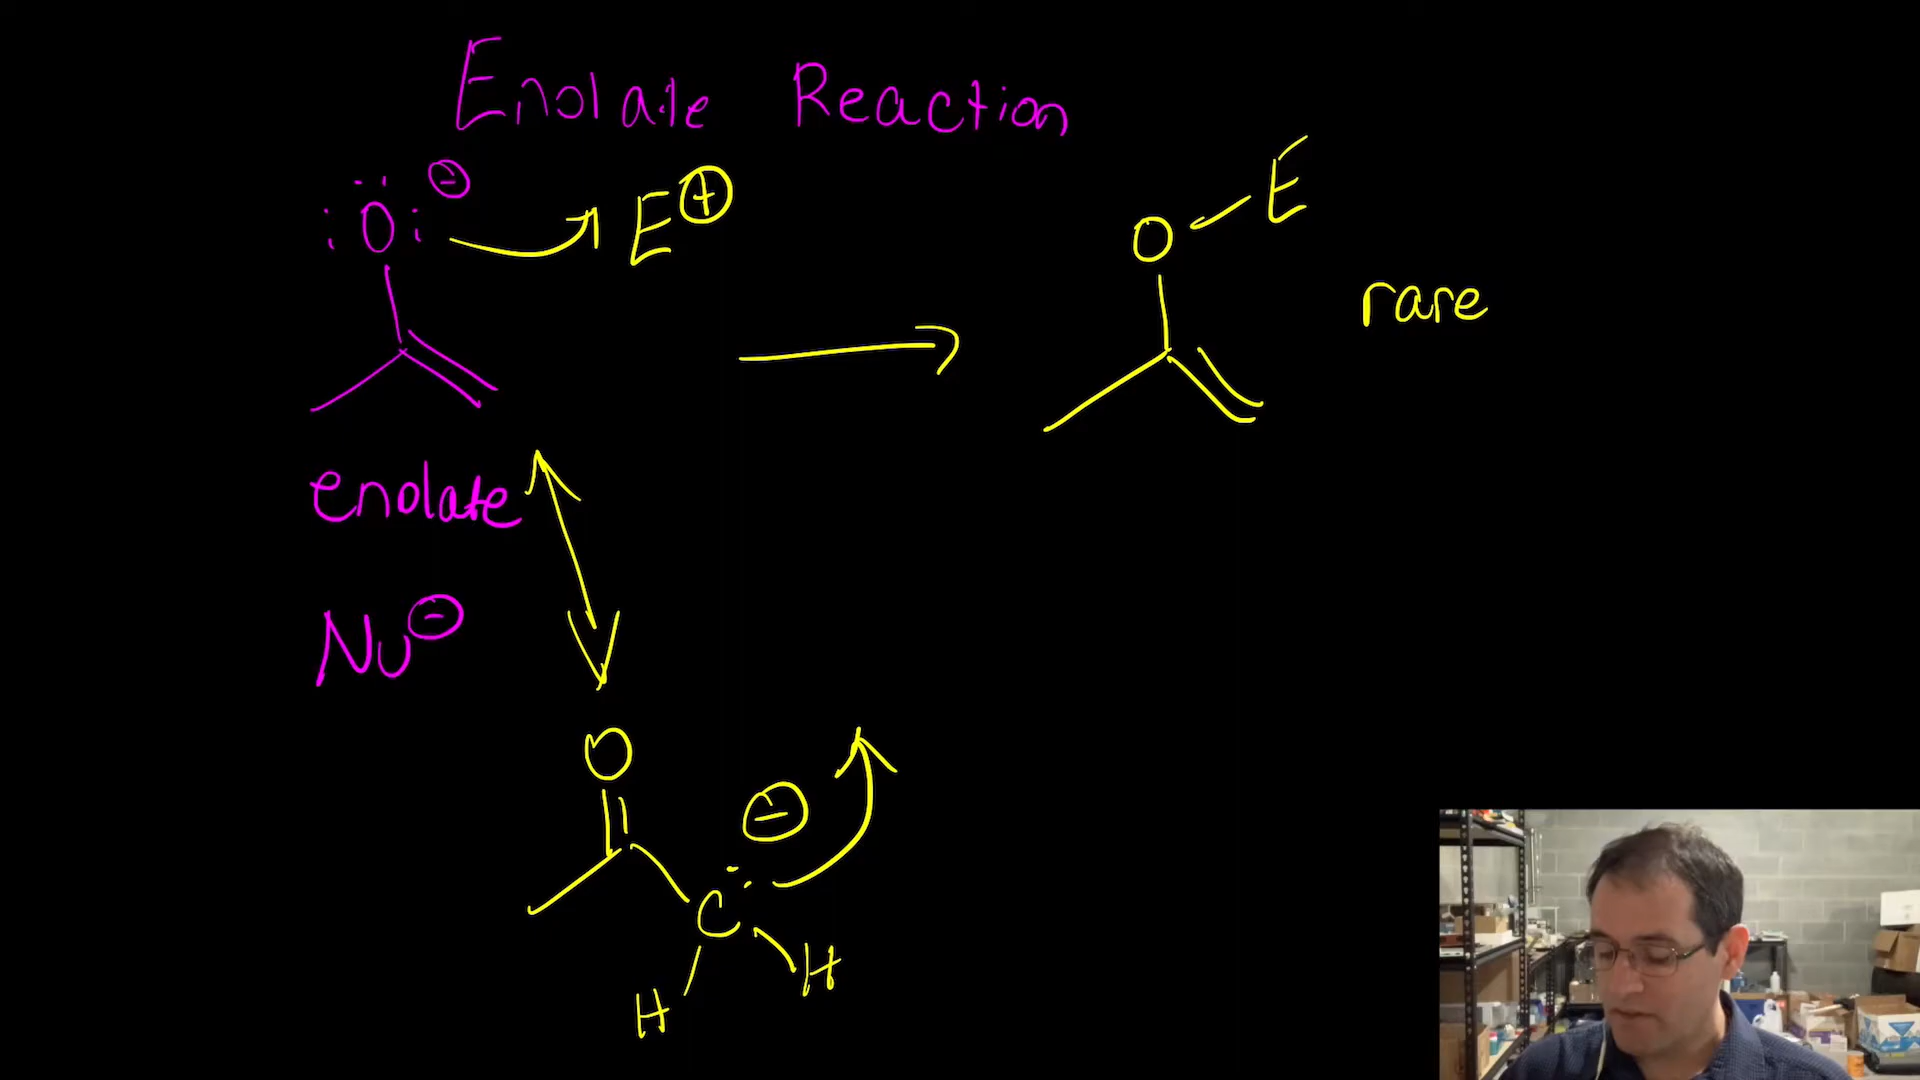 Enolate Reaction
:Ö: ⊖
E⊕
O – E
rare
enolate
Nu⊖
O
⊖
C:
H
H